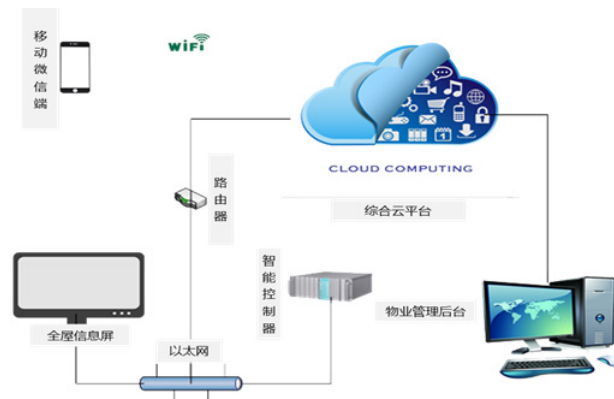 移动微信端
WiFi
CLOUD COMPUTING
综合云平台
路由器
智能控制器
物业管理后台
全屋信息屏
以太网